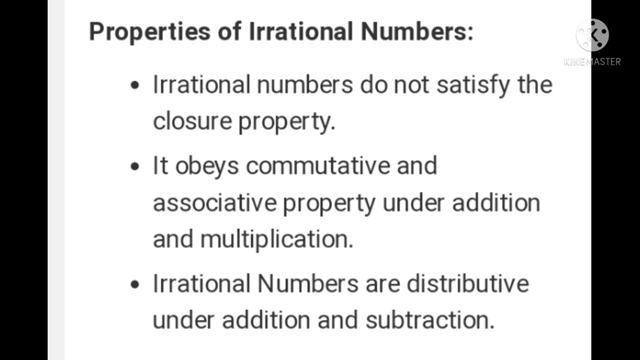 Properties of Irrational Numbers:
KINEMASTER
• Irrational numbers do not satisfy the
closure property.
• It obeys commutative and
associative property under addition
and multiplication.
• Irrational Numbers are distributive
under addition and subtraction.